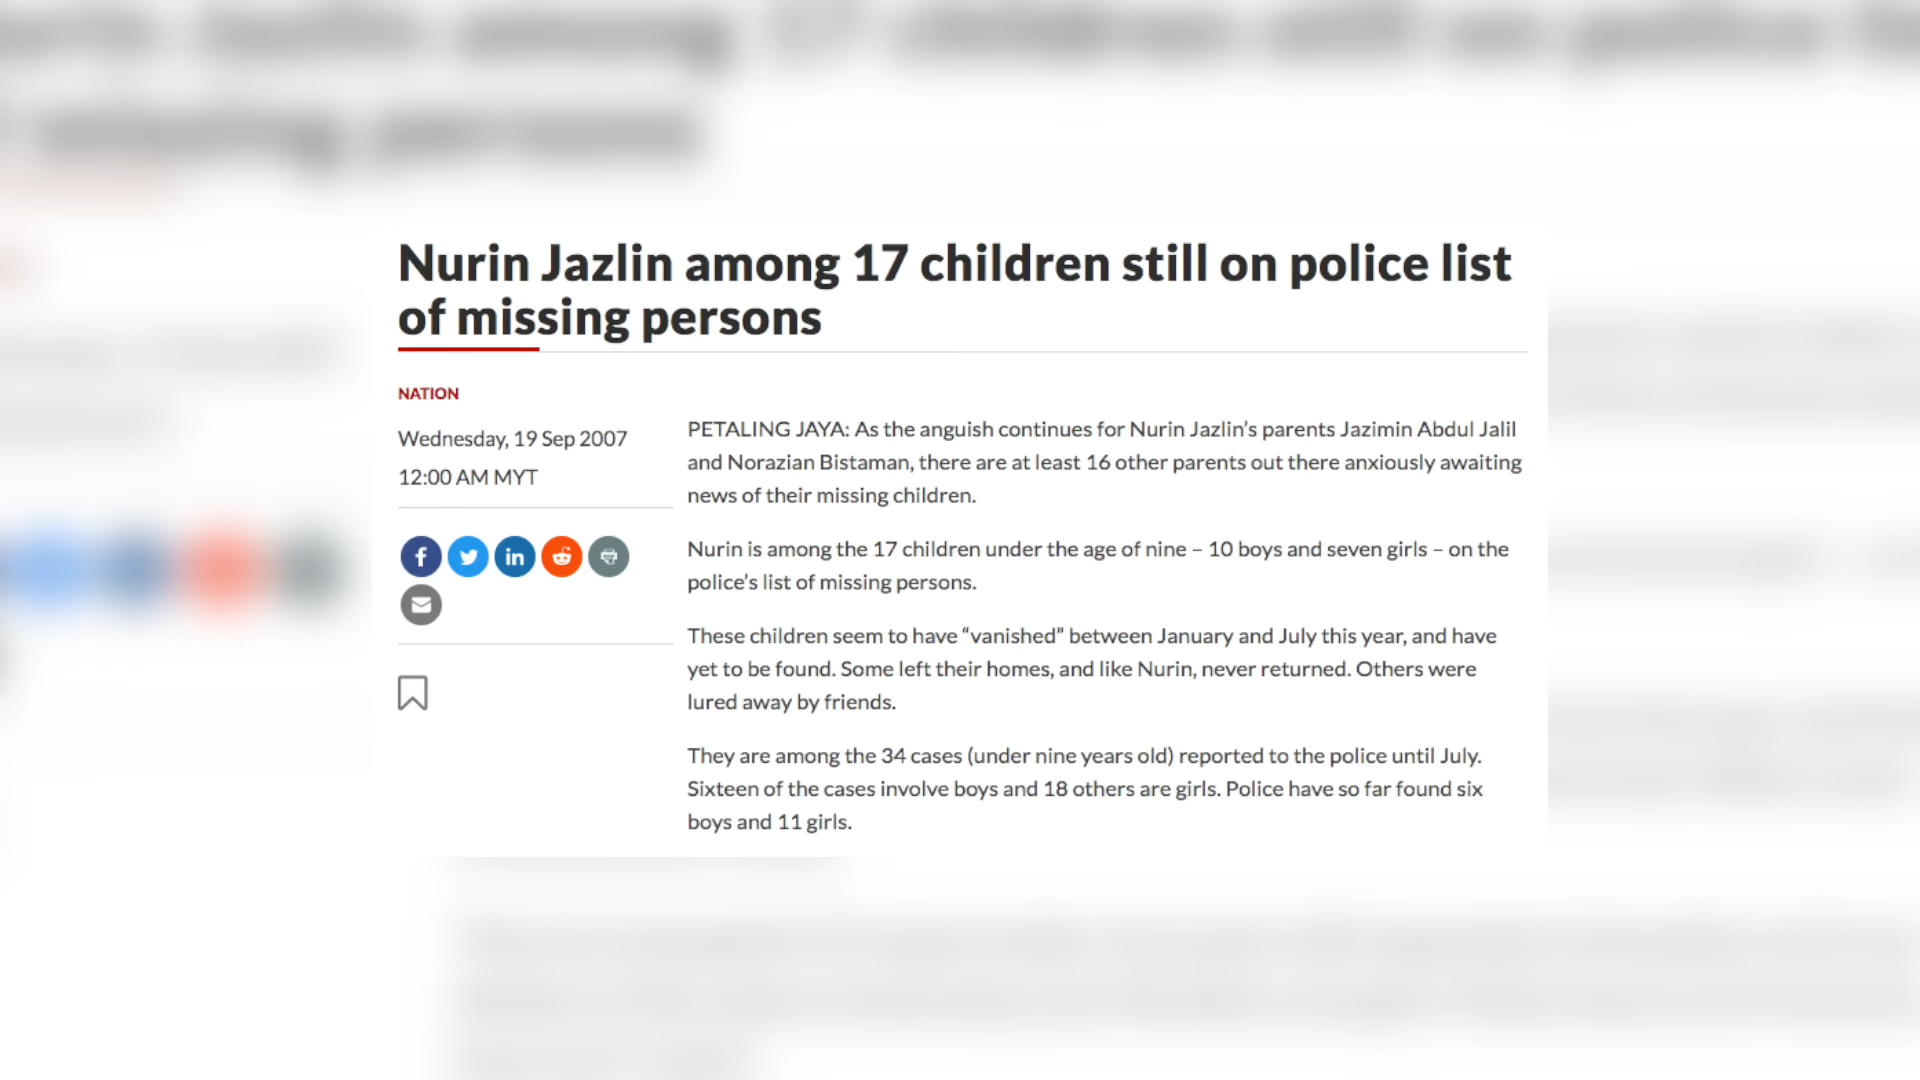 Nurin Jazlin among 17 children still on police list
of missing persons
NATION
Wednesday, 19 Sep 2007
12:00 AM MYT
PETALING JAYA: As the anguish continues for Nurin Jazlin’s parents Jazimin Abdul Jalil
and Norazian Bistaman, there are at least 16 other parents out there anxiously awaiting
news of their missing children.
Nurin is among the 17 children under the age of nine – 10 boys and seven girls – on the
police’s list of missing persons.
These children seem to have “vanished” between January and July this year, and have
yet to be found. Some left their homes, and like Nurin, never returned. Others were
lured away by friends.
They are among the 34 cases (under nine years old) reported to the police until July.
Sixteen of the cases involve boys and 18 others are girls. Police have so far found six
boys and 11 girls.